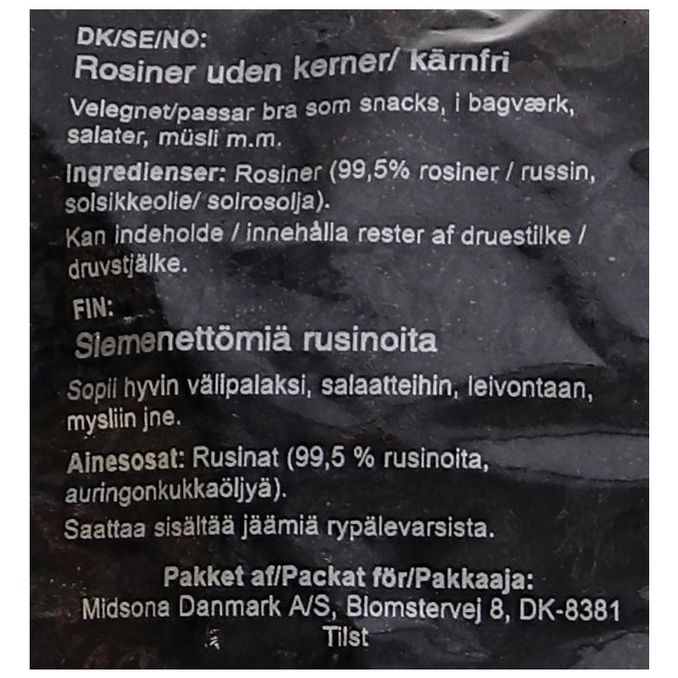 DK/SE/NO:
Rosiner uden kerner/ kärnfri
Velegnet/passar bra som snacks, i bagværk,
salater, müsli m.m.
Ingredienser: Rosiner (99,5% rosiner / russin,
solsikkeolie/ solrosolja).
Kan indeholde / innehålla rester af druestilke /
druvstjälke.
FIN:
Siemenettömiä rusinoita
Sopii hyvin välipalaksi, salaatteihin, leivontaan,
mysliin jne.
Ainesosat: Rusinat (99,5 % rusinoita,
auringonkukkaöljyä).
Saattaa sisältää jäämiä rypälevarsista.
Pakket af/Packat för/Pakkaaja:
Midsona Danmark A/S, Blomstervej 8, DK-8381
Tilst